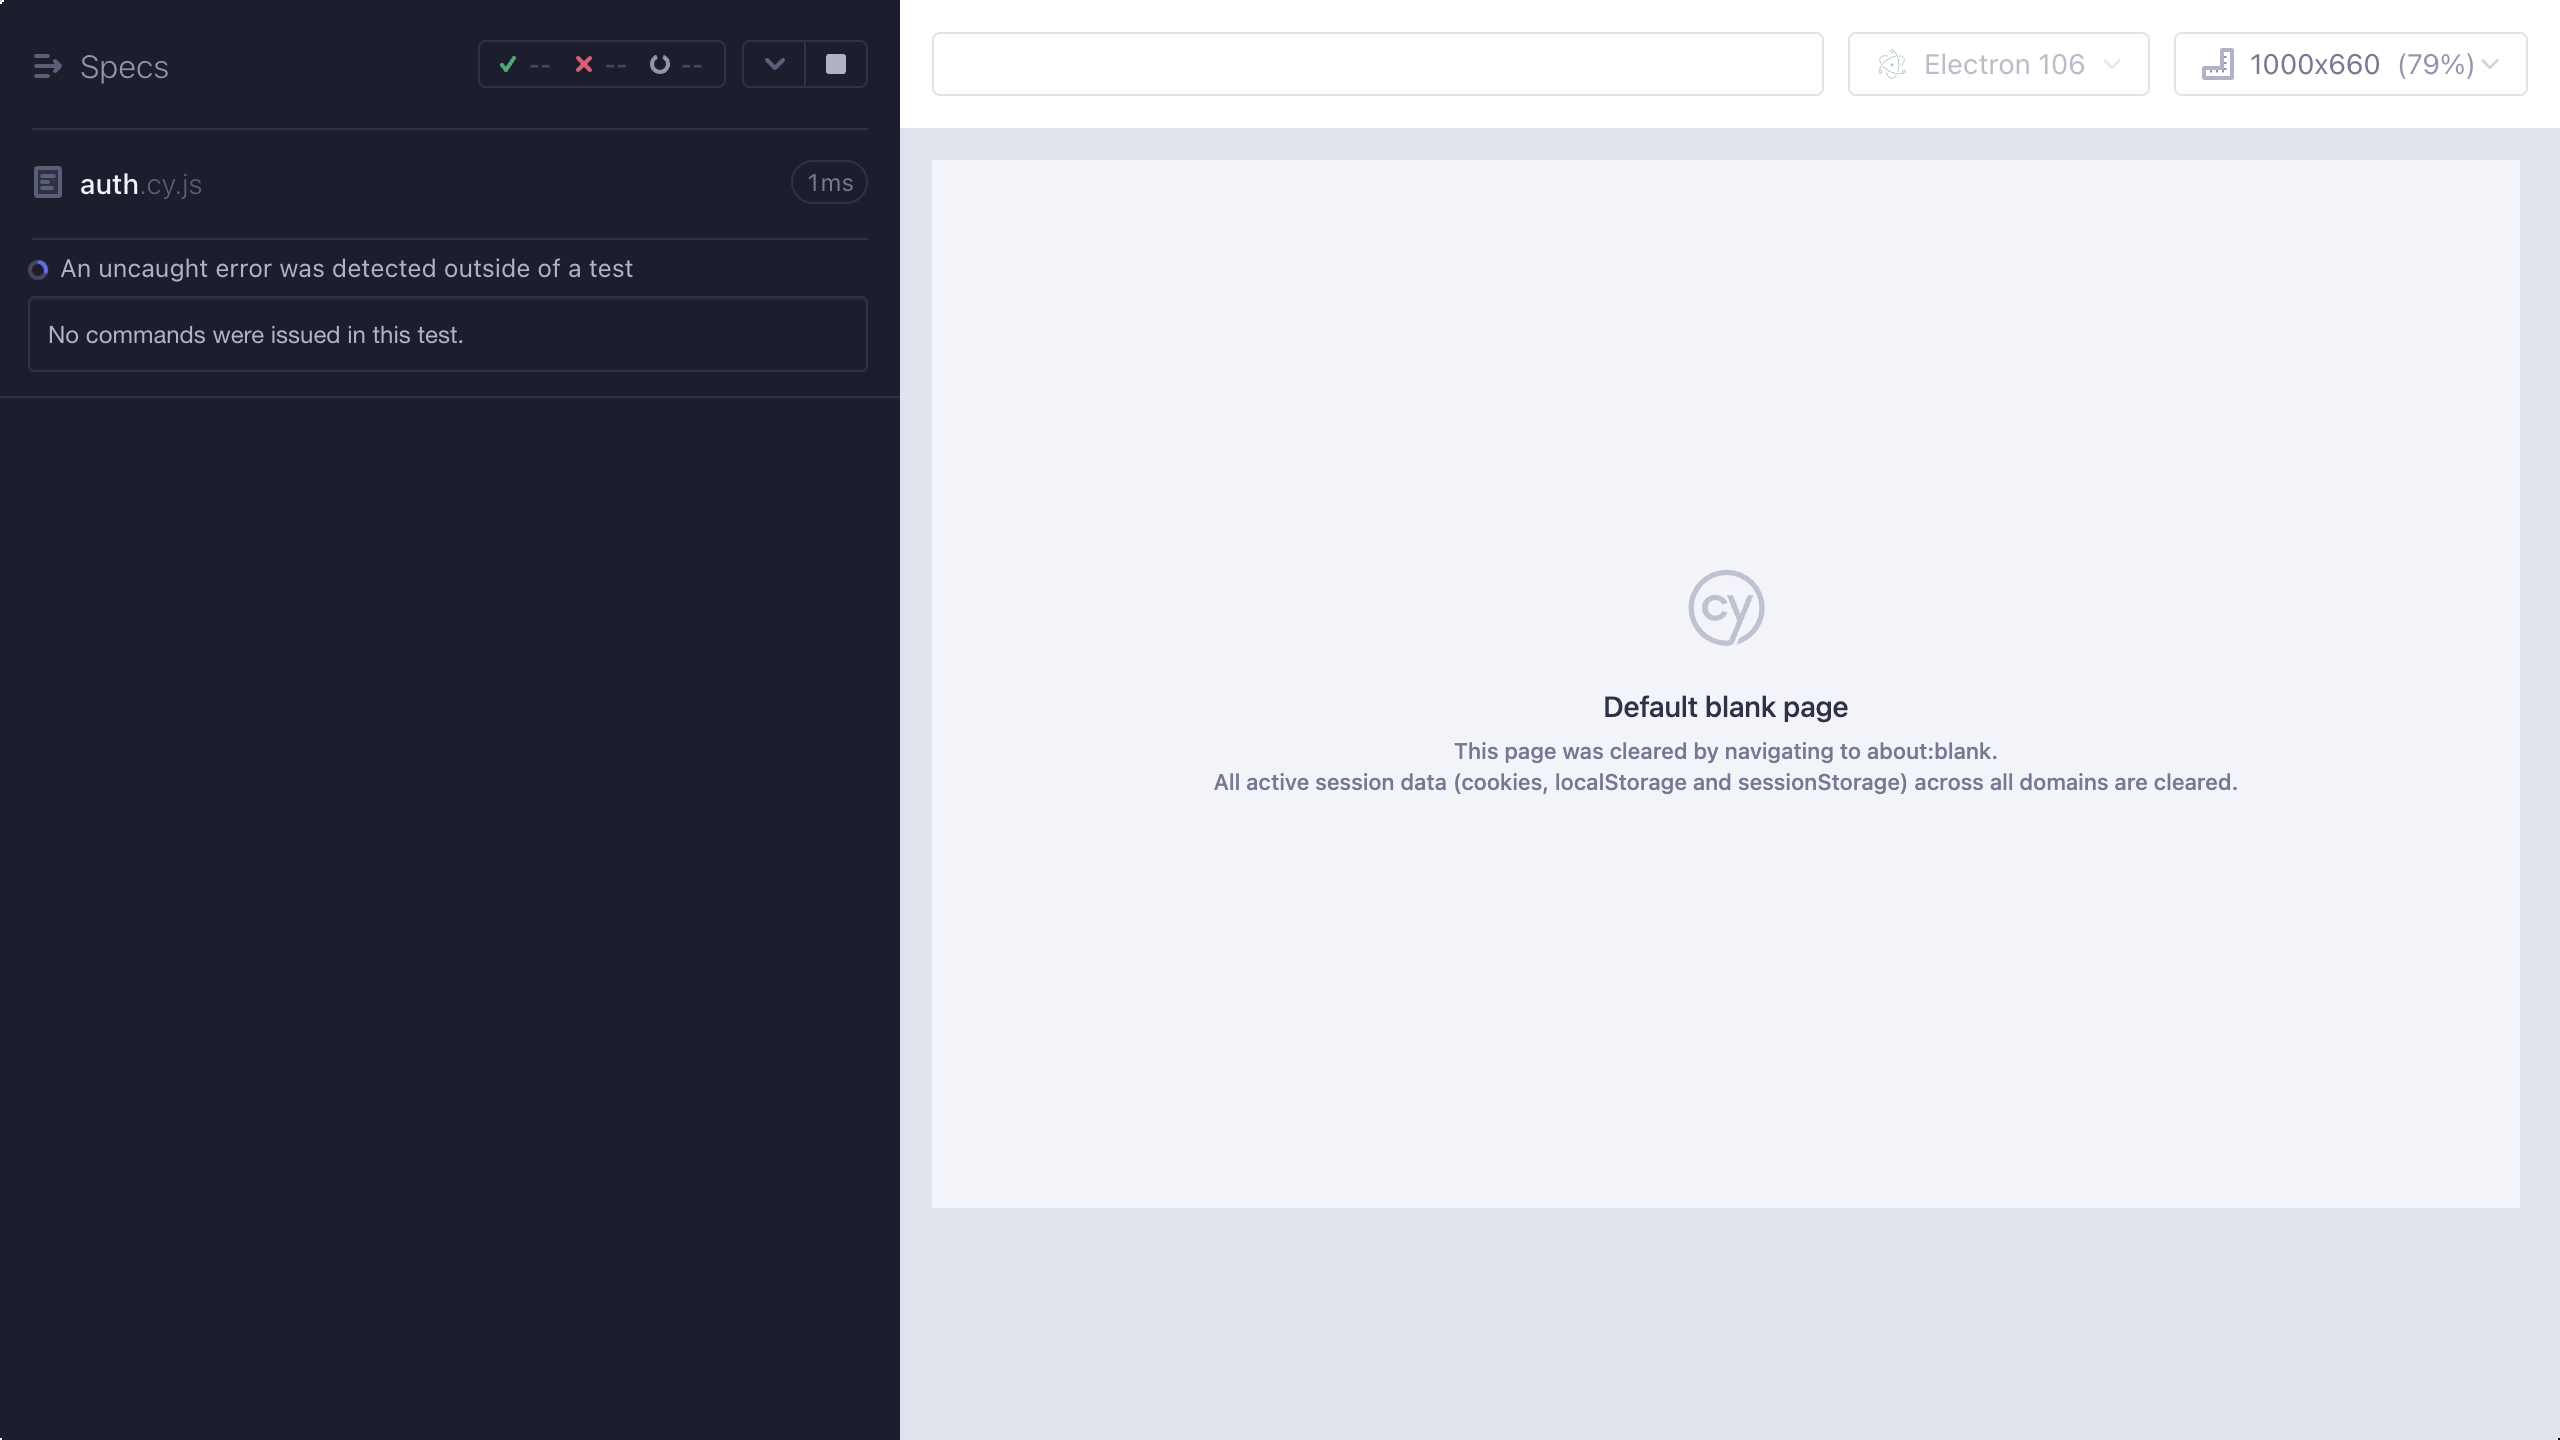 Specs
--
--
--
auth.cy.js
1ms
An uncaught error was detected outside of a test
No commands were issued in this test.
Electron 106
1000x660 (79%)
cy
Default blank page
This page was cleared by navigating to about:blank.
All active session data (cookies, localStorage and sessionStorage) across all domains are cleared.